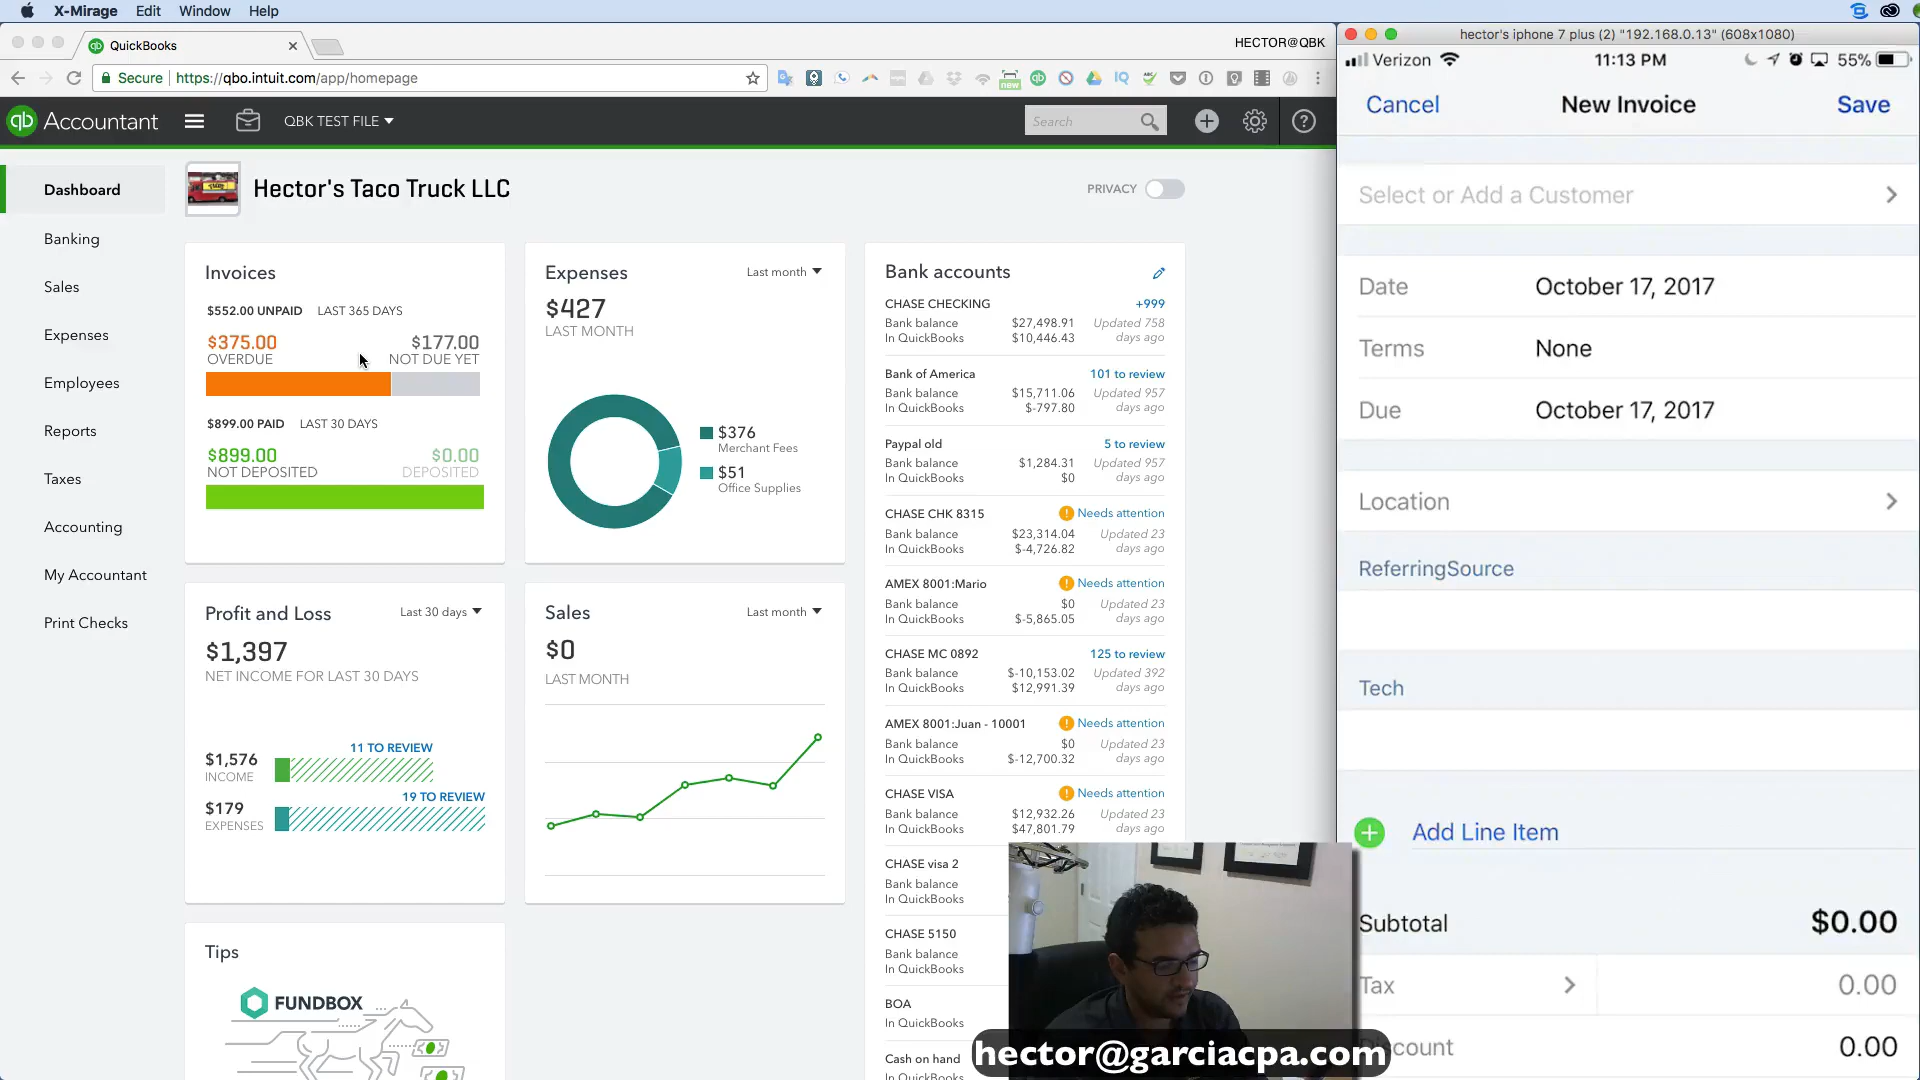 X-Mirage Edit Window Help
QuickBooks
HECTOR@QBK
Secure https://qbo.intuit.com/app/homepage
qb Accountant
QBK TEST FILE
Search
Dashboard
Banking
Sales
Expenses
Employees
Reports
Taxes
Accounting
My Accountant
Print Checks
Hector's Taco Truck LLC
PRIVACY
Invoices
$552.00 UNPAID LAST 365 DAYS
$375.00 $177.00
OVERDUE NOT DUE YET
$899.00 PAID LAST 30 DAYS
$899.00 $0.00
NOT DEPOSITED DEPOSITED
Expenses Last month
$427
LAST MONTH
$376
Merchant Fees
$51
Office Supplies
Profit and Loss Last 30 days
$1,397
NET INCOME FOR LAST 30 DAYS
11 TO REVIEW
$1,576
INCOME
19 TO REVIEW
$179
EXPENSES
Sales Last month
$0
LAST MONTH
Tips
FUNDBOX
Bank accounts
CHASE CHECKING +999
Bank balance $27,498.91 Updated 758
In QuickBooks $10,446.43 days ago
Bank of America 101 to review
Bank balance $15,711.06 Updated 957
In QuickBooks $-797.80 days ago
Paypal old 5 to review
Bank balance $1,284.31 Updated 957
In QuickBooks $0 days ago
CHASE CHK 8315 Needs attention
Bank balance $23,314.04 Updated 23
In QuickBooks $-4,726.82 days ago
AMEX 8001:Mario Needs attention
Bank balance $0 Updated 23
In QuickBooks $-5,865.05 days ago
CHASE MC 0892 125 to review
Bank balance $-10,153.02 Updated 392
In QuickBooks $12,991.39 days ago
AMEX 8001:Juan - 10001 Needs attention
Bank balance $0 Updated 23
In QuickBooks $-12,700.32 days ago
CHASE VISA Needs attention
Bank balance $12,932.26 Updated 23
In QuickBooks $47,801.79 days ago
CHASE visa 2
Bank balance
In QuickBooks
CHASE 5150
Bank balance
In QuickBooks
BOA
In QuickBooks
Cash on hand
In QuickBooks
hector's iphone 7 plus (2) "192.168.0.13" (608x1080)
Verizon 11:13 PM 55%
Cancel New Invoice Save
Select or Add a Customer
Date October 17, 2017
Terms None
Due October 17, 2017
Location
ReferringSource
Tech
Add Line Item
Subtotal $0.00
Tax 0.00
scount 0.00
hector@garciacpa.com